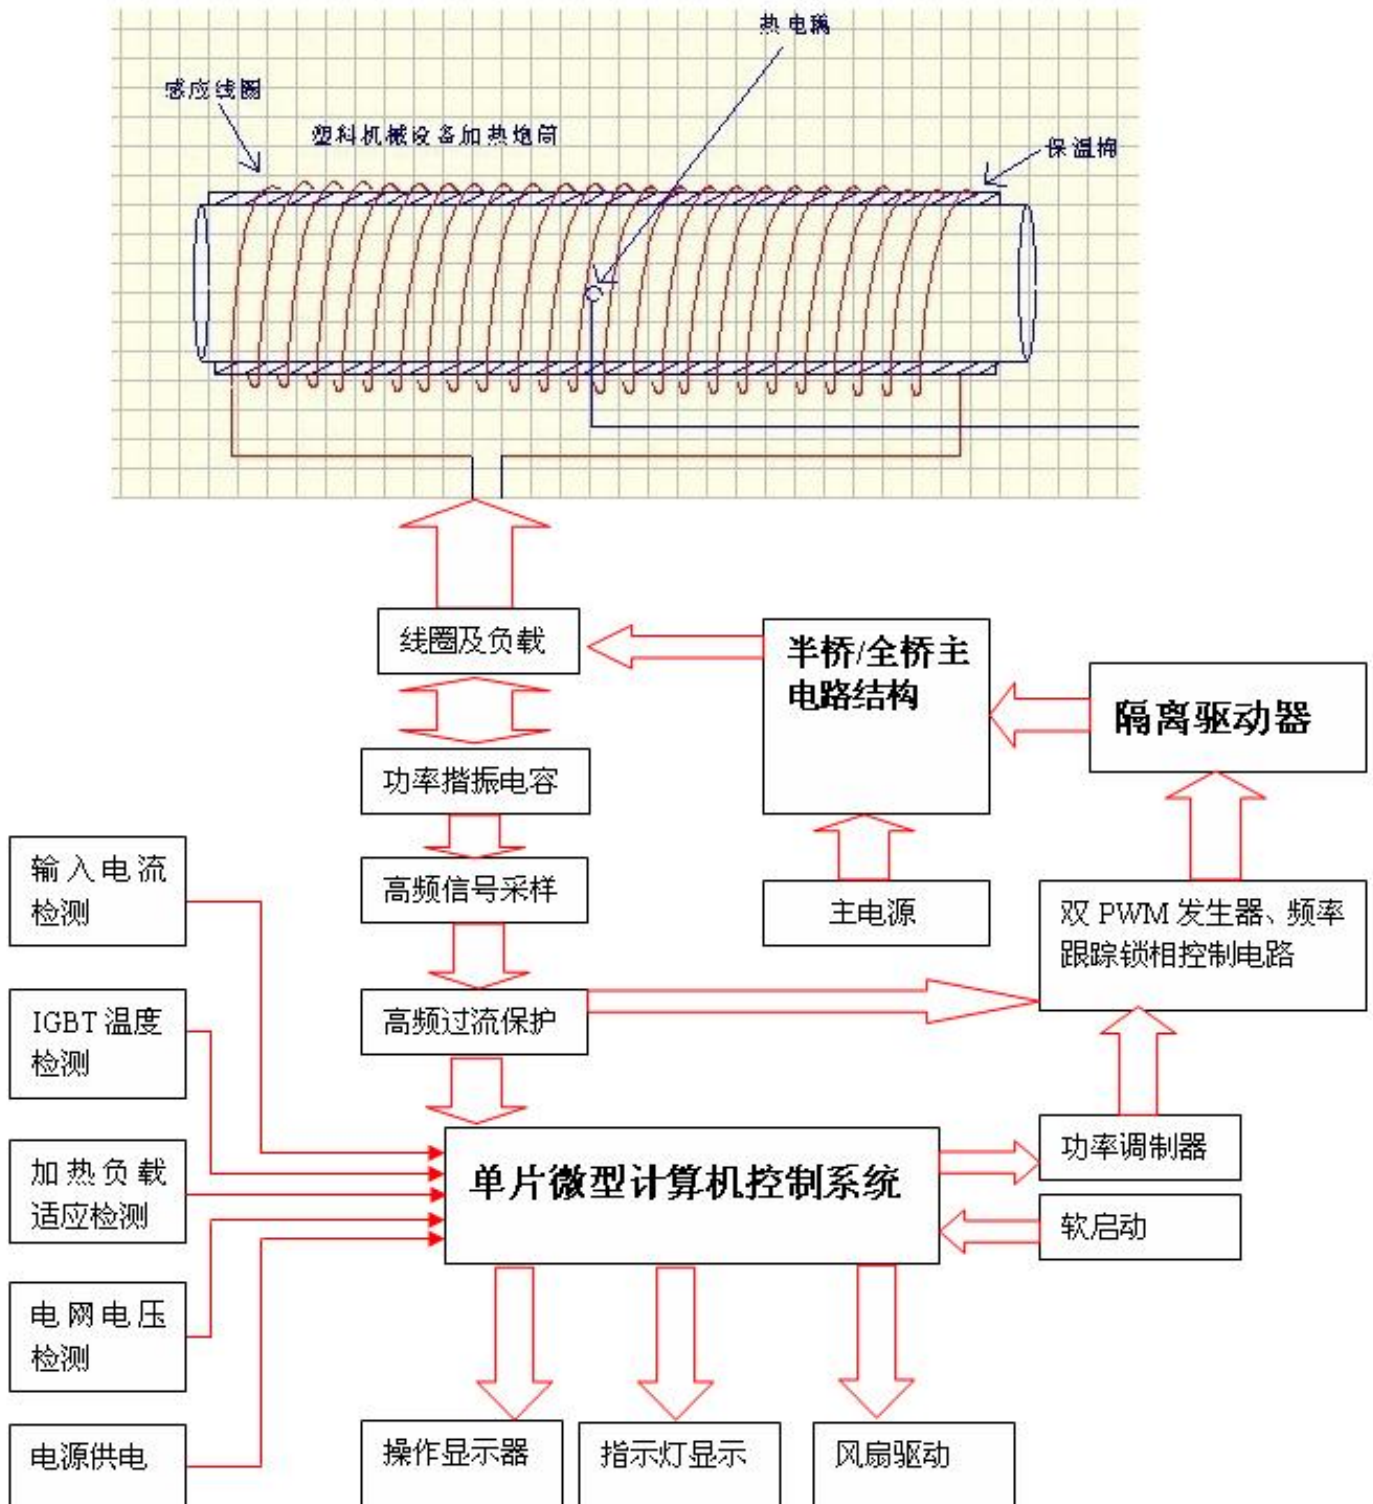 热电耦
感应线圈
塑料机械设备加热炮筒
保温棉
线圈及负载
半桥/全桥主
电路结构
隔离驱动器
功率揩振电容
输入电流
检测
高频信号采样
主电源
双 PWM 发生器、频率
跟踪锁相控制电路
IGBT 温度
检测
高频过流保护
功率调制器
加热负载
适应检测
单片微型计算机控制系统
软启动
电网电压
检测
电源供电
操作显示器
指示灯显示
风扇驱动